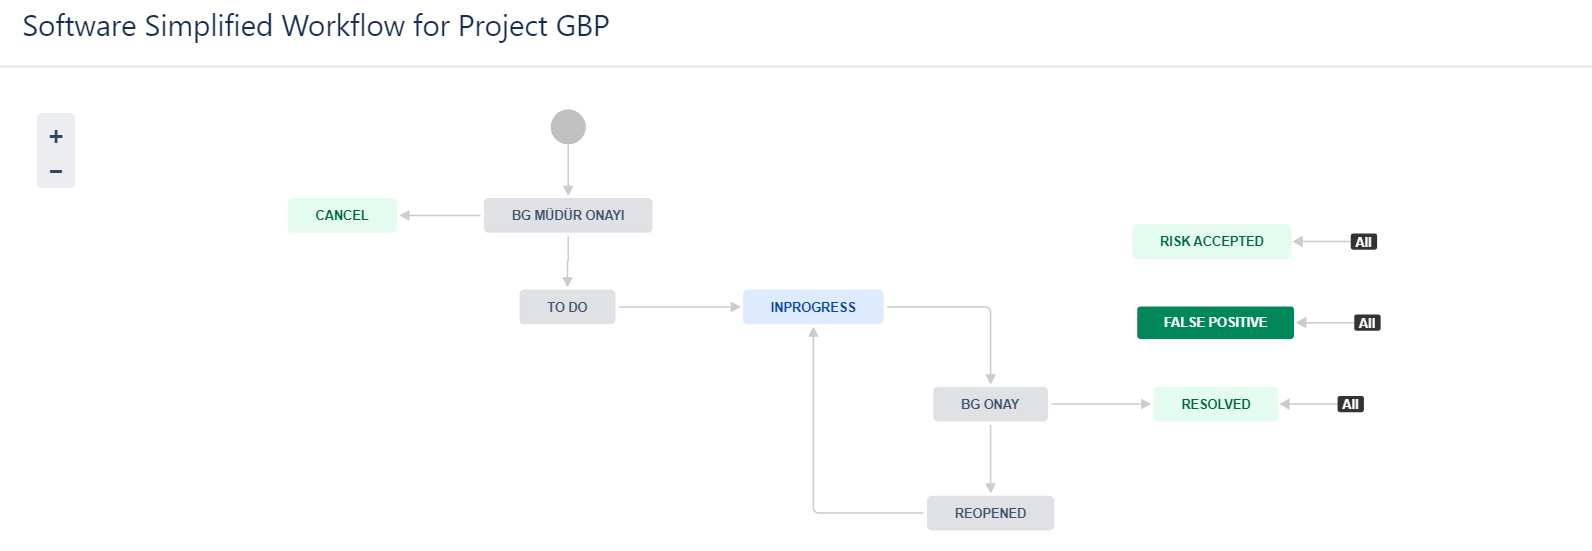 Software Simplified Workflow for Project GBP
+
−
CANCEL
BG MÜDÜR ONAYI
RISK ACCEPTED
All
TO DO
INPROGRESS
FALSE POSITIVE
All
BG ONAY
RESOLVED
All
REOPENED